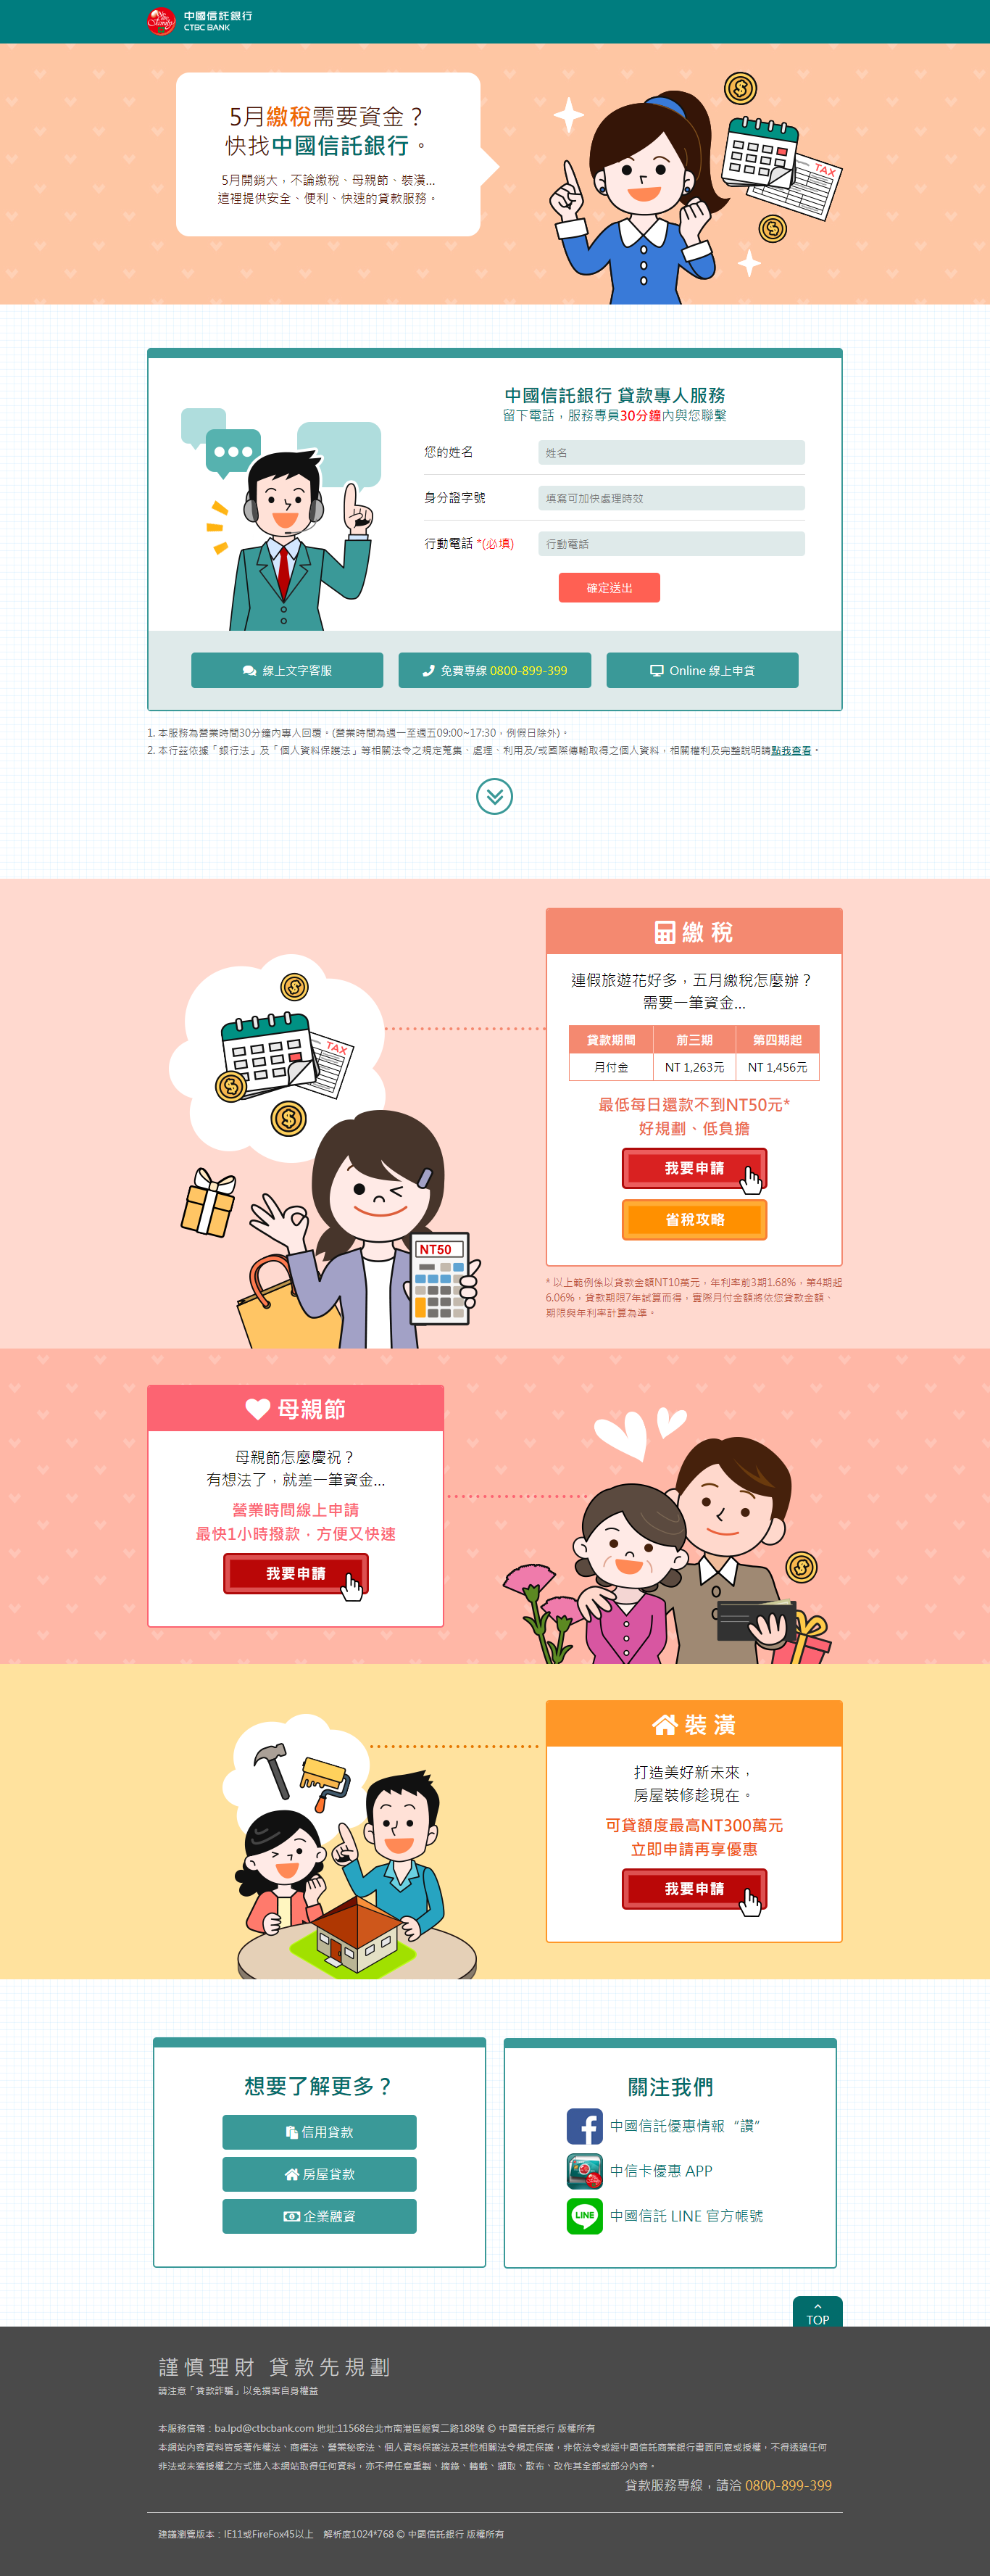 中國信託銀行
CTBC BANK
5月繳稅需要資金？
快找中國信託銀行。
5月開銷大，不論繳稅、母親節、裝潢...
這裡提供安全、便利、快速的貸款服務。
TAX
中國信託銀行 貸款專人服務
留下電話，服務專員30分鐘內與您聯繫
您的姓名
姓名
身分證字號
填寫可加快處理時效
行動電話 *(必填)
行動電話
確定送出
線上文字客服
免費專線 0800-899-399
Online 線上申貸
1. 本服務為營業時間30分鐘內專人回覆。(營業時間為週一至週五09:00~17:30，例假日除外)。
2. 本行茲依據「銀行法」及「個人資料保護法」等相關法令之規定蒐集、處理、利用及/或國際傳輸取得之個人資料，相關權利及完整說明請點我查看。
繳 稅
連假旅遊花好多，五月繳稅怎麼辦？
需要一筆資金...
貸款期間 前三期 第四期起
月付金 NT 1,263元 NT 1,456元
最低每日還款不到NT50元*
好規劃、低負擔
我要申請
省稅攻略
* 以上範例係以貸款金額NT10萬元，年利率前3期1.68%，第4期起
6.06%，貸款期限7年試算而得，實際月付金額將依您貸款金額、
期限與年利率計算為準。
TAX
NT50
母親節
母親節怎麼慶祝？
有想法了，就差一筆資金...
營業時間線上申請
最快1小時撥款，方便又快速
我要申請
裝 潢
打造美好新未來，
房屋裝修趁現在。
可貸額度最高NT300萬元
立即申請再享優惠
我要申請
想要了解更多？
信用貸款
房屋貸款
企業融資
關注我們
中國信託優惠情報“讚”
中信卡優惠 APP
LINE
中國信託 LINE 官方帳號
TOP
謹慎理財 貸款先規劃
請注意「貸款詐騙」以免損害自身權益
本服務信箱：ba.lpd@ctbcbank.com 地址:11568台北市南港區經貿二路188號 © 中國信託銀行 版權所有
本網站內容資料皆受著作權法、商標法、營業秘密法、個人資料保護法及其他相關法令規定保護，非依法令或經中國信託商業銀行書面同意或授權，不得透過任何
非法或未獲授權之方式進入本網站取得任何資料，亦不得任意重製、摘錄、轉載、擷取、散布、改作其全部或部分內容。
貸款服務專線，請洽 0800-899-399
建議瀏覽版本：IE11或FireFox45以上 解析度1024*768 © 中國信託銀行 版權所有